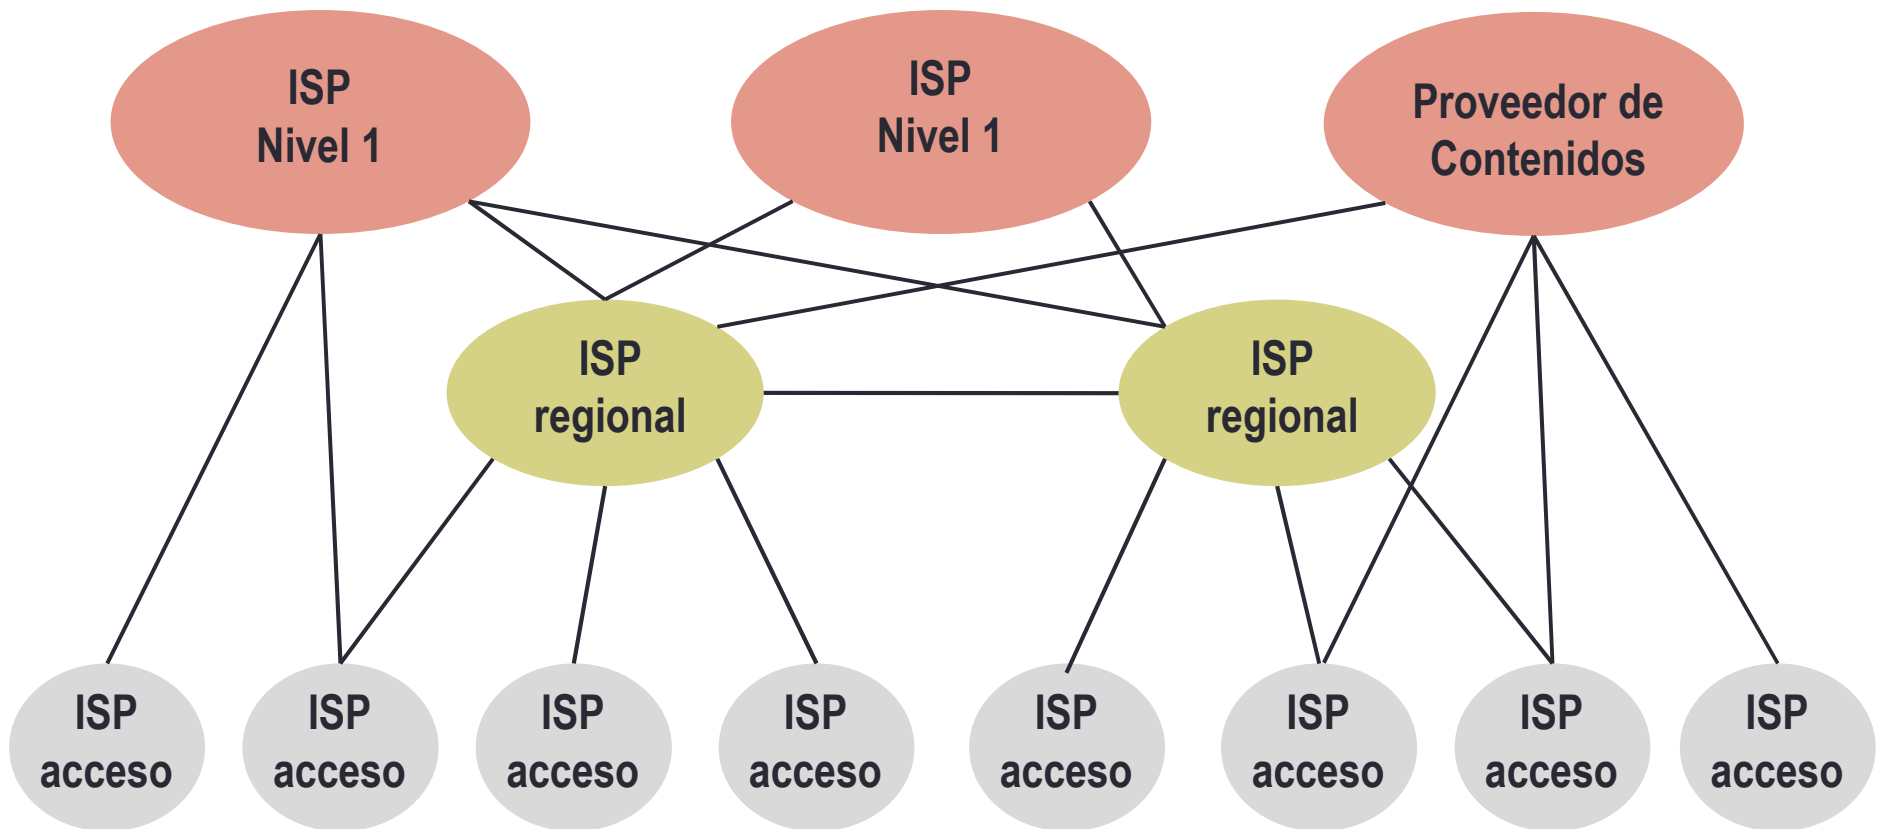 ISP
Nivel 1
ISP
Nivel 1
Proveedor de
Contenidos
ISP
regional
ISP
regional
ISP
acceso
ISP
acceso
ISP
acceso
ISP
acceso
ISP
acceso
ISP
acceso
ISP
acceso
ISP
acceso